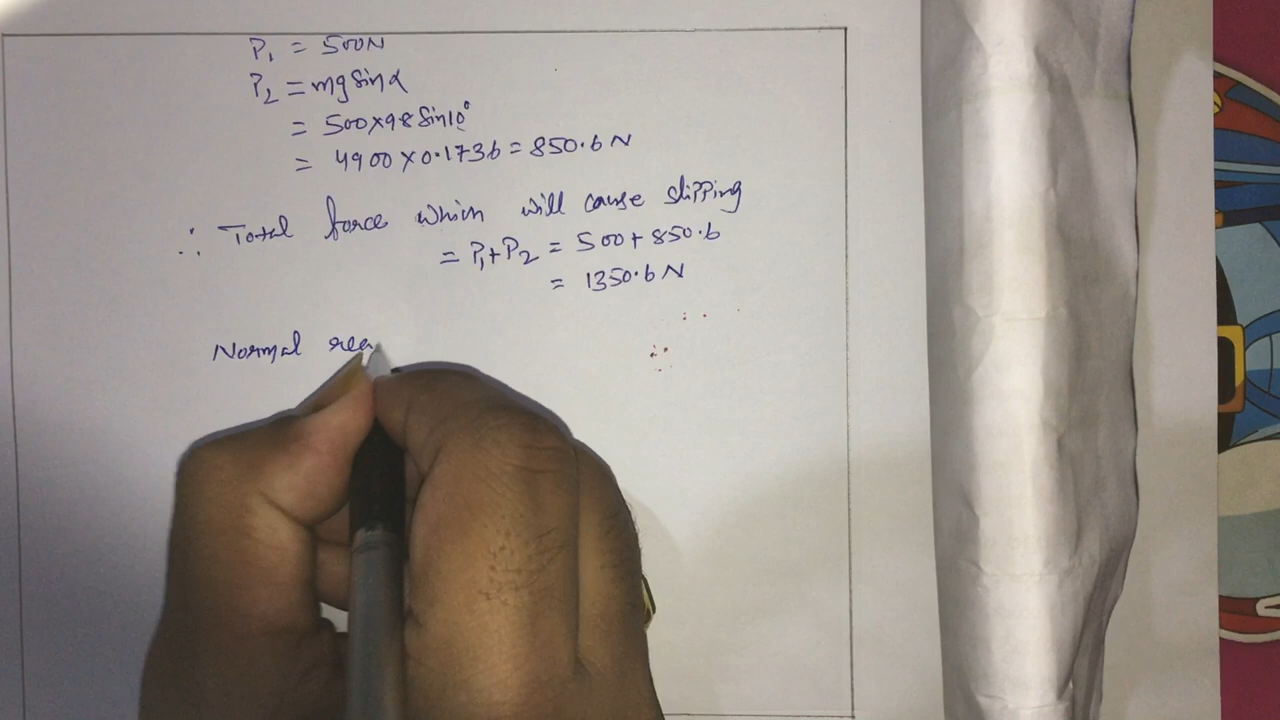 P₁ = 500N
P₂ = mg Sin α
= 500×9.8 Sin10°
= 4900 × 0.1736 = 850.6 N
∴ Total force which will cause slipping
= P₁+P₂ = 500+850.6
= 1350.6 N
Normal rea